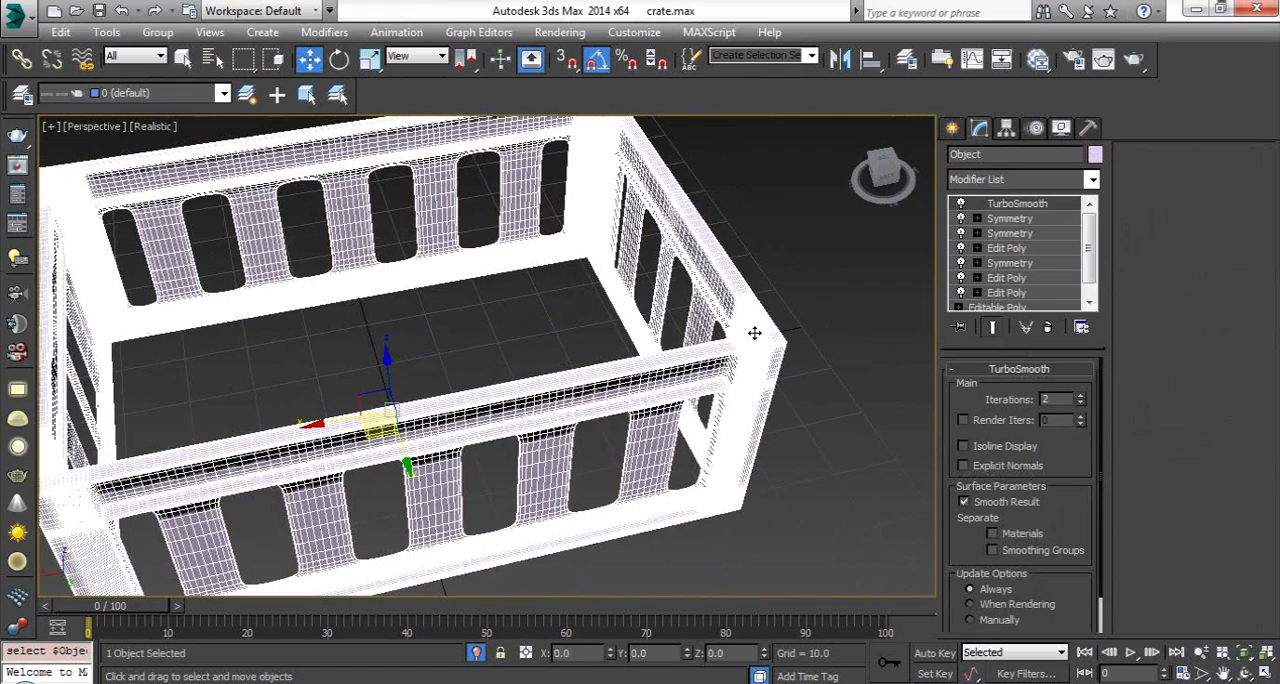 Workspace: Default
Autodesk 3ds Max 2014 x64 crate.max
Type a keyword or phrase
Edit Tools Group Views Create Modifiers Animation Graph Editors Rendering Customize MAXScript Help
All
View
3
Create Selection Se
0 (default)
[+] [Perspective] [Realistic]
Object
Modifier List
TurboSmooth
Symmetry
Symmetry
Edit Poly
Symmetry
Edit Poly
Edit Poly
Editable Poly
- TurboSmooth
Main
Iterations: 2
Render Iters: 0
Isoline Display
Explicit Normals
Surface Parameters
Smooth Result
Separate
Materials
Smoothing Groups
Update Options
Always
When Rendering
Manually
< 0 / 100 >
0 10 20 30 40 50 60 70 80 90 100
select $Obje
1 Object Selected
X: 0.0 Y: 0.0 Z: 0.0
Grid = 10.0
Auto Key Selected
Welcome to M
Click and drag to select and move objects
Add Time Tag
Set Key Key Filters... 0